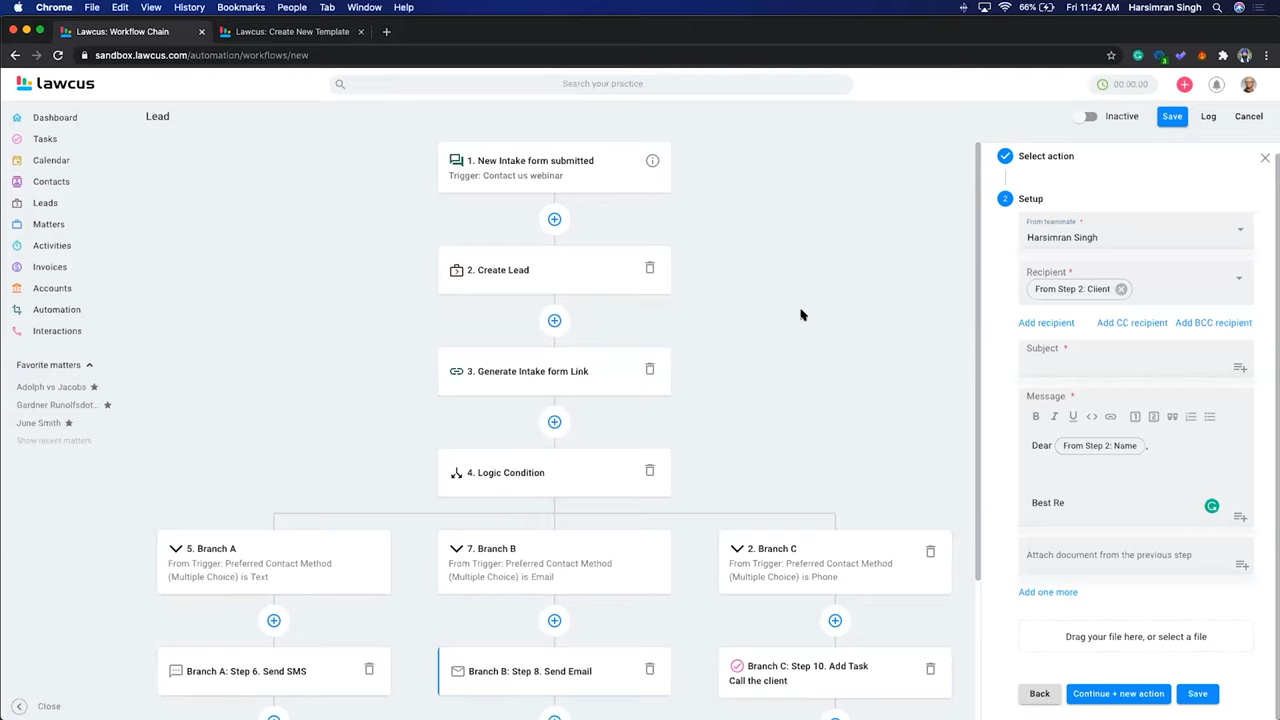 Chrome File Edit View History Bookmarks People Tab Window Help 66% Fri 11:42 AM Harsimran Singh
Lawcus: Workflow Chain Lawcus: Create New Template
sandbox.lawcus.com/automation/workflows/new
lawcus Search your practice 00:00:00
Lead Inactive Save Log Cancel
Dashboard
Tasks
Calendar
Contacts
Leads
Matters
Activities
Invoices
Accounts
Automation
Interactions
Favorite matters
Adolph vs Jacobs
Gardner Runolfsdot...
June Smith
Show recent matters
Close
1. New Intake form submitted
Trigger: Contact us webinar
2. Create Lead
3. Generate Intake form Link
4. Logic Condition
5. Branch A
From Trigger: Preferred Contact Method
(Multiple Choice) is Text
7. Branch B
From Trigger: Preferred Contact Method
(Multiple Choice) is Email
2. Branch C
From Trigger: Preferred Contact Method
(Multiple Choice) is Phone
Branch A: Step 6. Send SMS
Branch B: Step 8. Send Email
Branch C: Step 10. Add Task
Call the client
Select action
2 Setup
From teammate *
Harsimran Singh
Recipient *
From Step 2: Client
Add recipient Add CC recipient Add BCC recipient
Subject *
Message *
B I U
Dear From Step 2: Name ,
Best Re
Attach document from the previous step
Add one more
Drag your file here, or select a file
Back Continue + new action Save